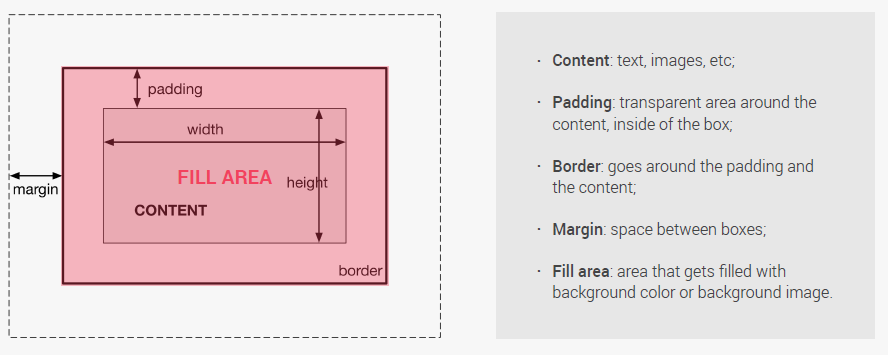 padding
width
FILL AREA
height
margin
CONTENT
border
· Content: text, images, etc;
· Padding: transparent area around the
content, inside of the box;
· Border: goes around the padding and
the content;
· Margin: space between boxes;
· Fill area: area that gets filled with
background color or background image.